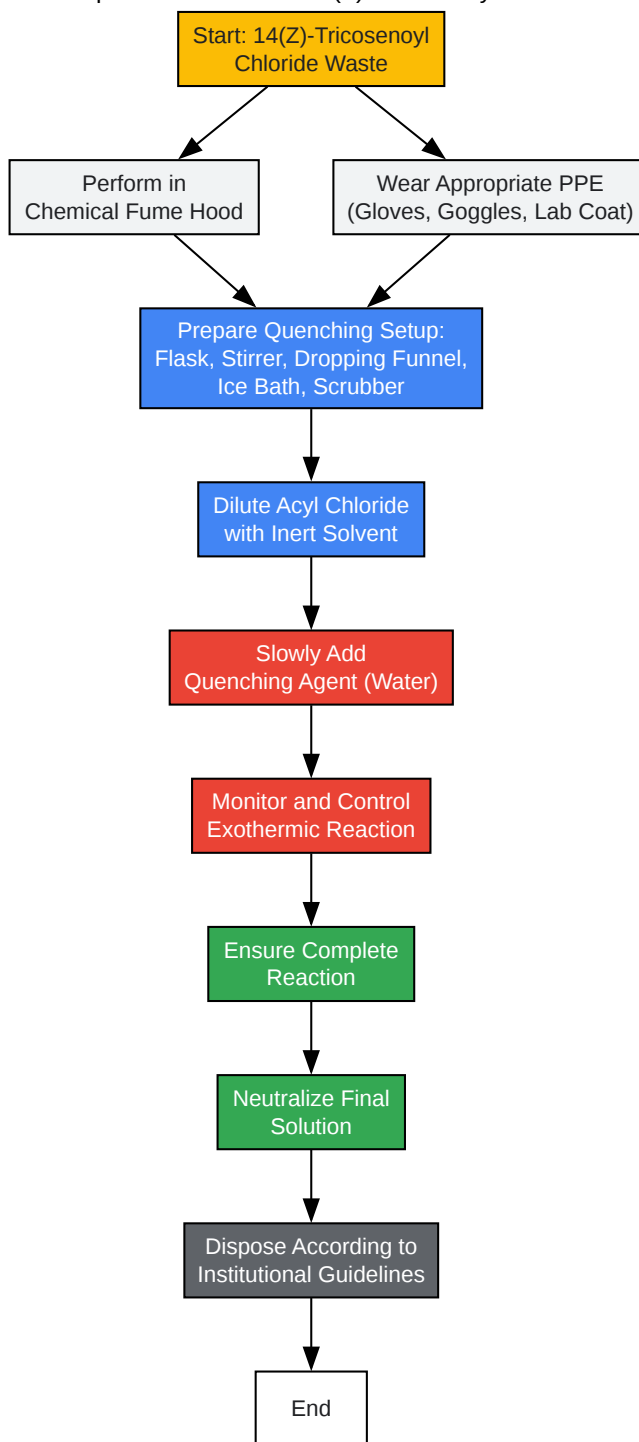 Start: 14(Z)-Tricosenoyl
Chloride Waste
Perform in
Chemical Fume Hood
Wear Appropriate PPE
(Gloves, Goggles, Lab Coat)
Prepare Quenching Setup:
Flask, Stirrer, Dropping Funnel,
Ice Bath, Scrubber
Dilute Acyl Chloride
with Inert Solvent
Slowly Add
Quenching Agent (Water)
Monitor and Control
Exothermic Reaction
Ensure Complete
Reaction
Neutralize Final
Solution
Dispose According to
Institutional Guidelines
End